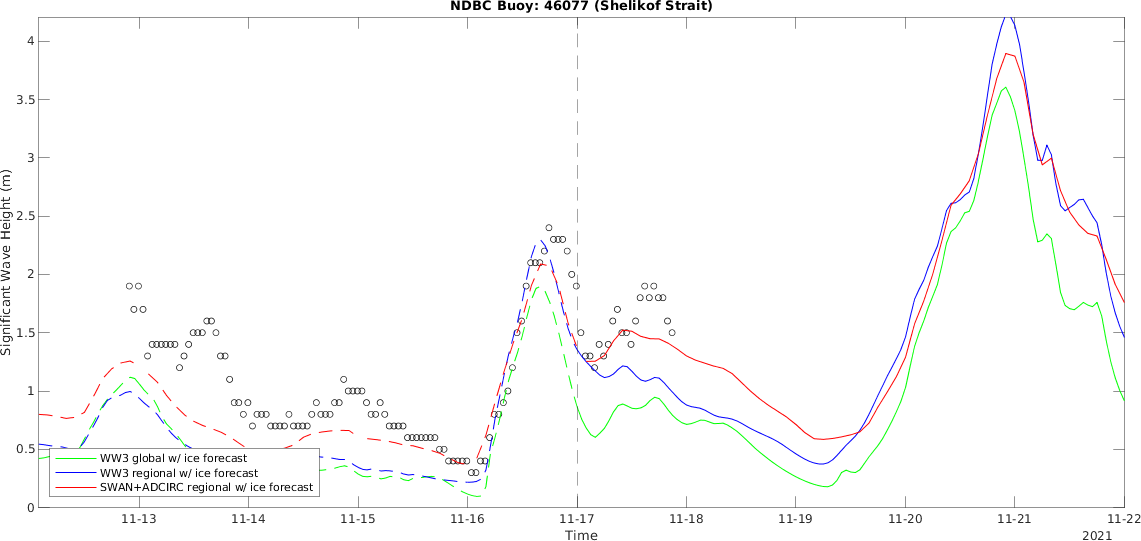 NDBC Buoy: 46077 (Shelikof Strait)
Significant Wave Height (m)
4
3.5
3
2.5
2
1.5
1
0.5
0
WW3 global w/ ice forecast
WW3 regional w/ ice forecast
SWAN+ADCIRC regional w/ ice forecast
11-13 11-14 11-15 11-16 11-17 11-18 11-19 11-20 11-21 11-22
Time
2021